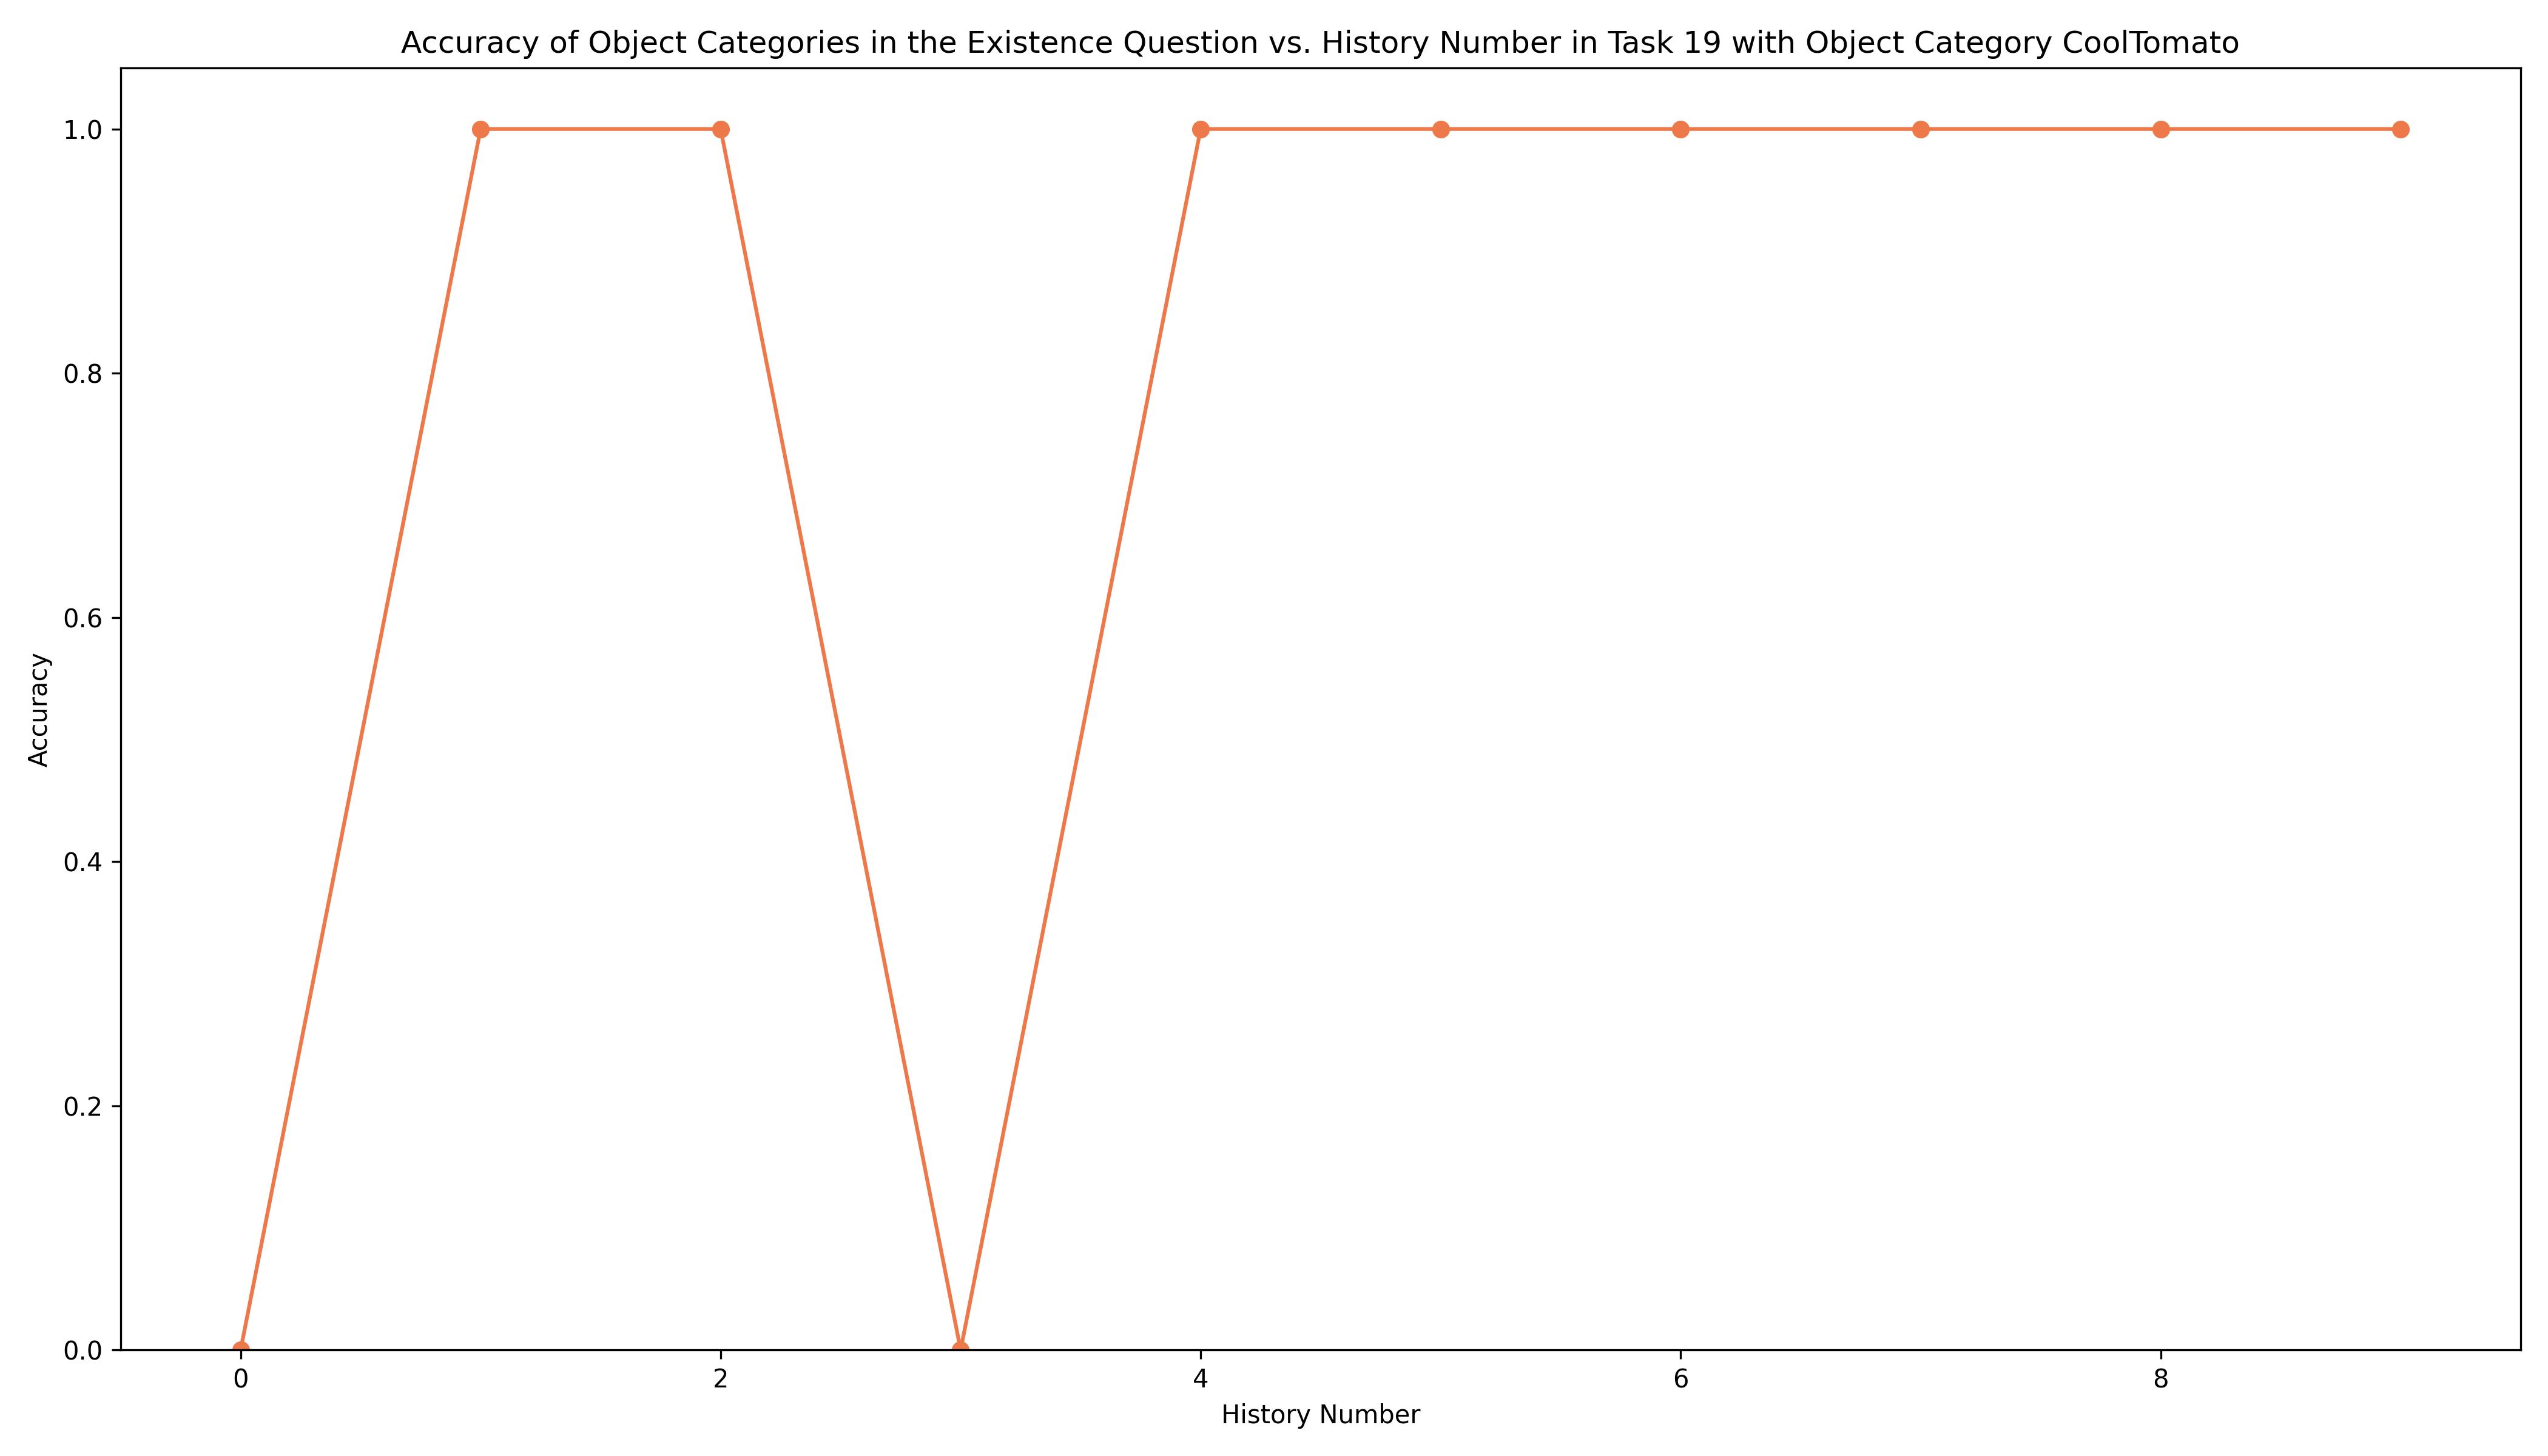 Accuracy of Object Categories in the Existence Question vs. History Number in Task 19 with Object Category CoolTomato
1.0
0.8
0.6
0.4
0.2
0.0
Accuracy
0 2 4 6 8
History Number